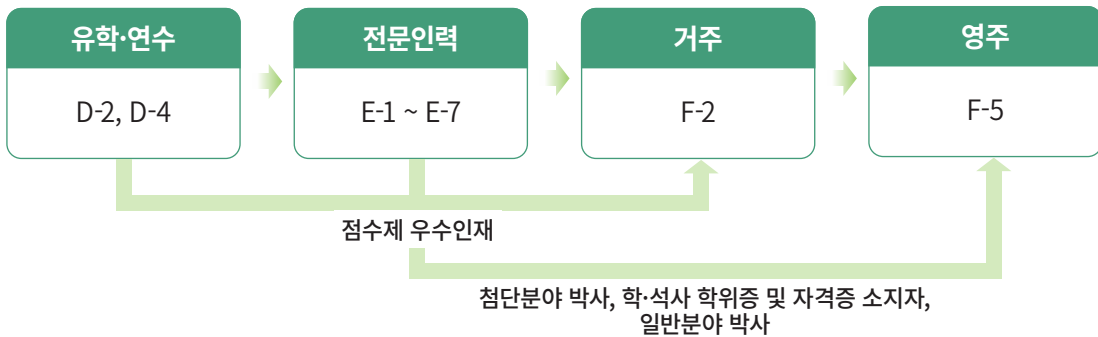 유학·연수
전문인력
거주
영주
D-2, D-4
E-1 ~ E-7
F-2
F-5
점수제 우수인재
첨단분야 박사, 학·석사 학위증 및 자격증 소지자,
일반분야 박사